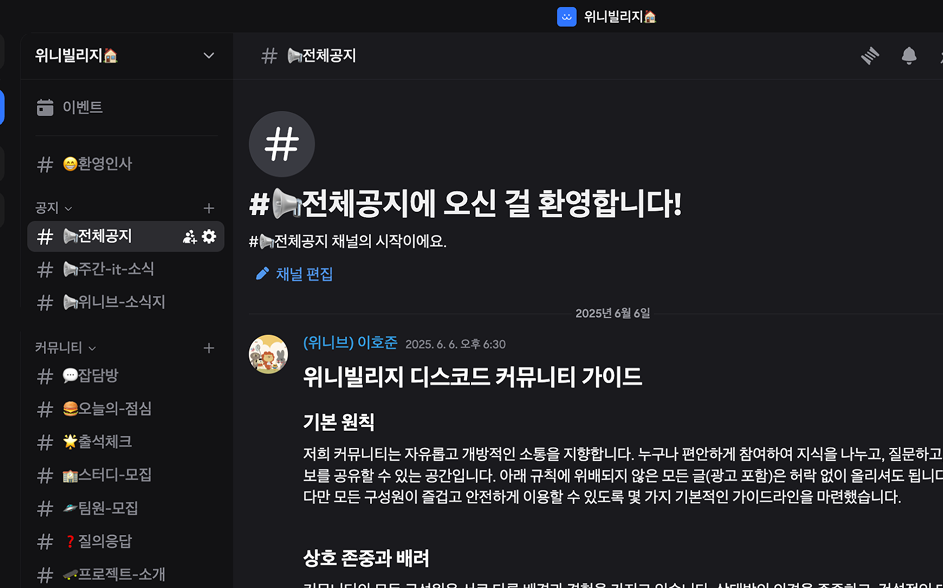 위니빌리지🏠
위니빌리지🏠
# 📢전체공지
이벤트
# 😁환영인사
공지
# 📢전체공지
# 📢주간-it-소식
# 📢위니브-소식지
커뮤니티
# 💬잡담방
# 🍔오늘의-점심
# 🌟출석체크
# 🏫스터디-모집
# 🪐팀원-모집
# ❓질의응답
# 🛹프로젝트-소개
#
#📢전체공지에 오신 걸 환영합니다!
#📢전체공지 채널의 시작이에요.
채널 편집
2025년 6월 6일
(위니브) 이호준 2025. 6. 6. 오후 6:30
위니빌리지 디스코드 커뮤니티 가이드
기본 원칙
저희 커뮤니티는 자유롭고 개방적인 소통을 지향합니다. 누구나 편안하게 참여하여 지식을 나누고, 질문하고
보를 공유할 수 있는 공간입니다. 아래 규칙에 위배되지 않은 모든 글(광고 포함)은 허락 없이 올리셔도 됩니다
다만 모든 구성원이 즐겁고 안전하게 이용할 수 있도록 몇 가지 기본적인 가이드라인을 마련했습니다.
상호 존중과 배려